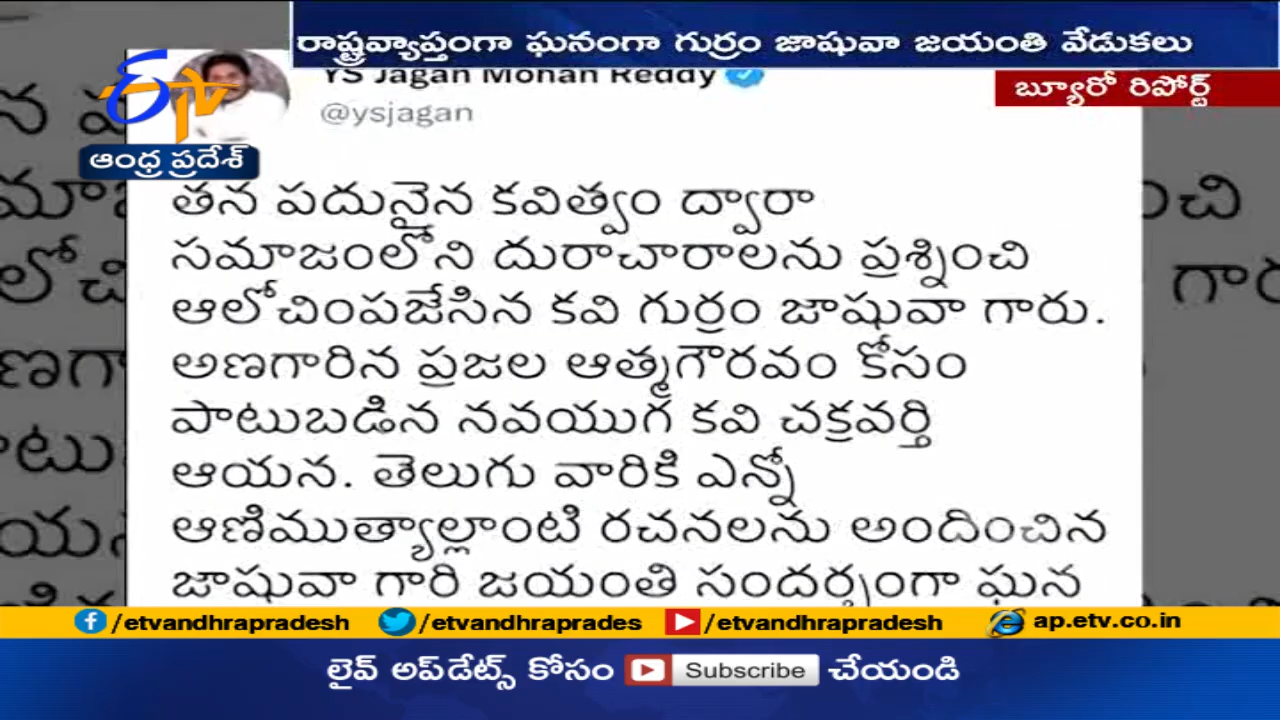 రాష్ట్రవ్యాప్తంగా ఘనంగా గుర్రం జాషువా జయంతి వేడుకలు
బ్యూరో రిపోర్ట్
YS Jagan Mohan Reddy
@ysjagan
ETV
ఆంధ్ర ప్రదేశ్
తన పదునైన కవిత్వం ద్వారా
సమాజంలోని దురాచారాలను ప్రశ్నించి
ఆలోచింపజేసిన కవి గుర్రం జాషువా గారు.
అణగారిన ప్రజల ఆత్మగౌరవం కోసం
పాటుబడిన నవయుగ కవి చక్రవర్తి
ఆయన. తెలుగు వారికి ఎన్నో
ఆణిముత్యాల్లాంటి రచనలను అందించిన
జాషువా గారి జయంతి సందర్భంగా ఘన
/etvandhrapradesh /etvandhraprades /etvandhrapradesh ap.etv.co.in
లైవ్ అప్‌డేట్స్ కోసం Subscribe చేయండి